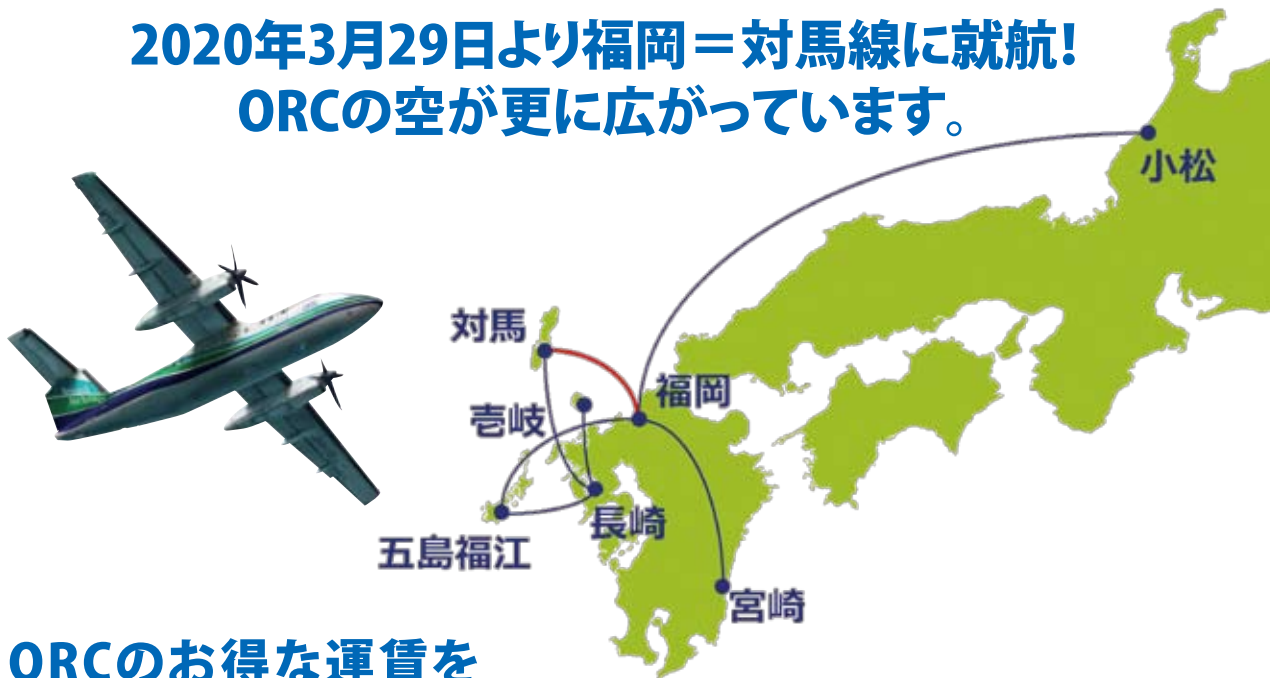 2020年3月29日より福岡＝対馬線に就航!
ORCの空が更に広がっています。
小松
対馬
福岡
壱岐
長崎
五島福江
宮崎
ORCのお得な運賃を